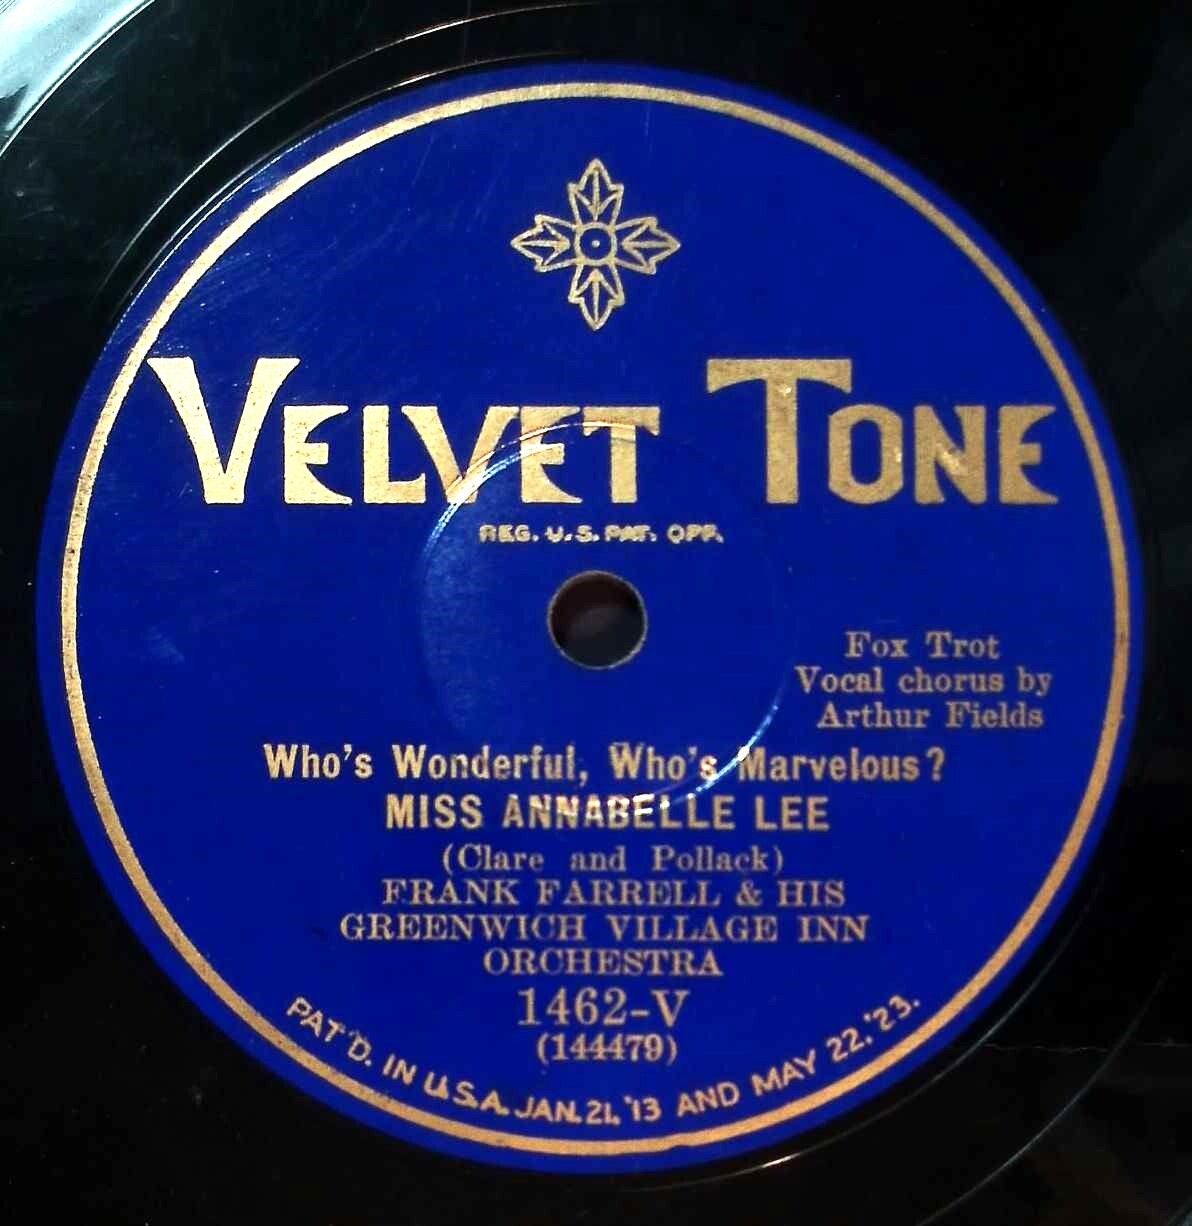 VELVET TONE
REG. U.S. PAT. OFF.
Fox Trot
Vocal chorus by
Arthur Fields
Who's Wonderful, Who's Marvelous?
MISS ANNABELLE LEE
(Clare and Pollack)
FRANK FARRELL & HIS
GREENWICH VILLAGE INN
ORCHESTRA
1462-V
(144479)
PAT'D. IN U.S.A. JAN. 21, '13 AND MAY 22, '23.